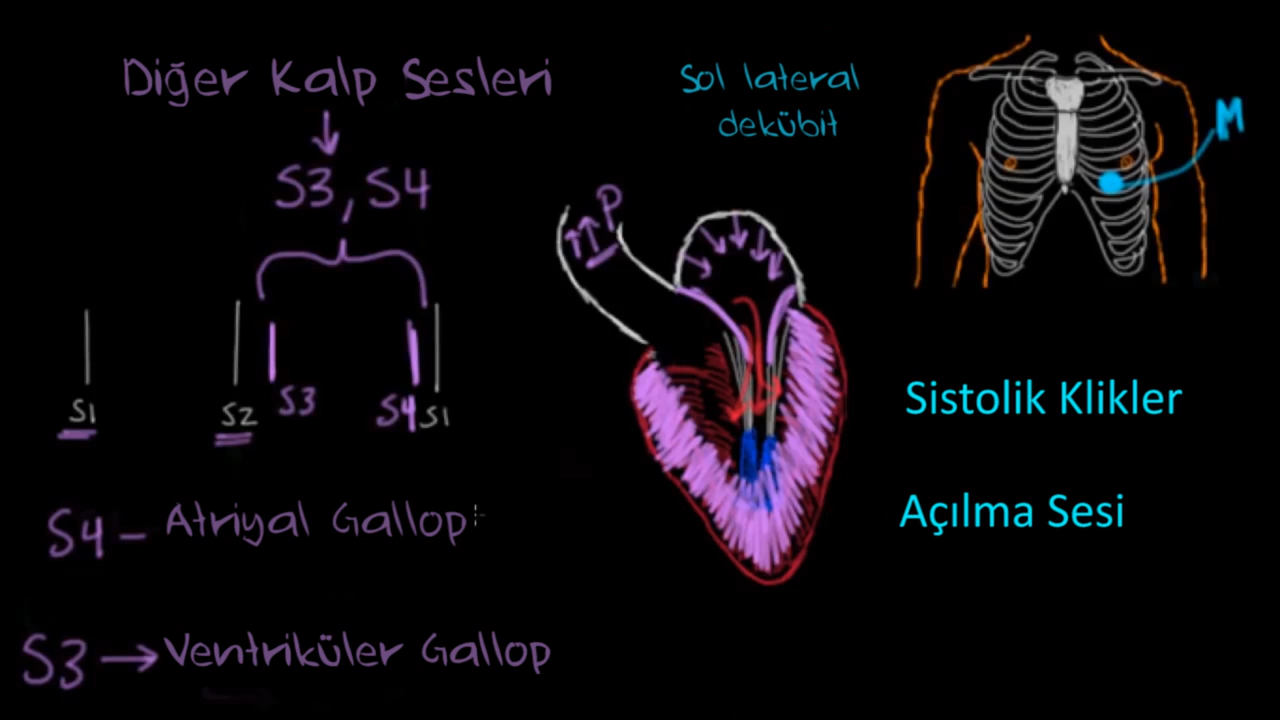 Diğer Kalp Sesleri
S3, S4
S1
S2
S3
S4
S1
S4 – Atriyal Gallop
S3 → Ventriküler Gallop
Sol lateral
dekübit
P
M
Sistolik Klikler
Açılma Sesi